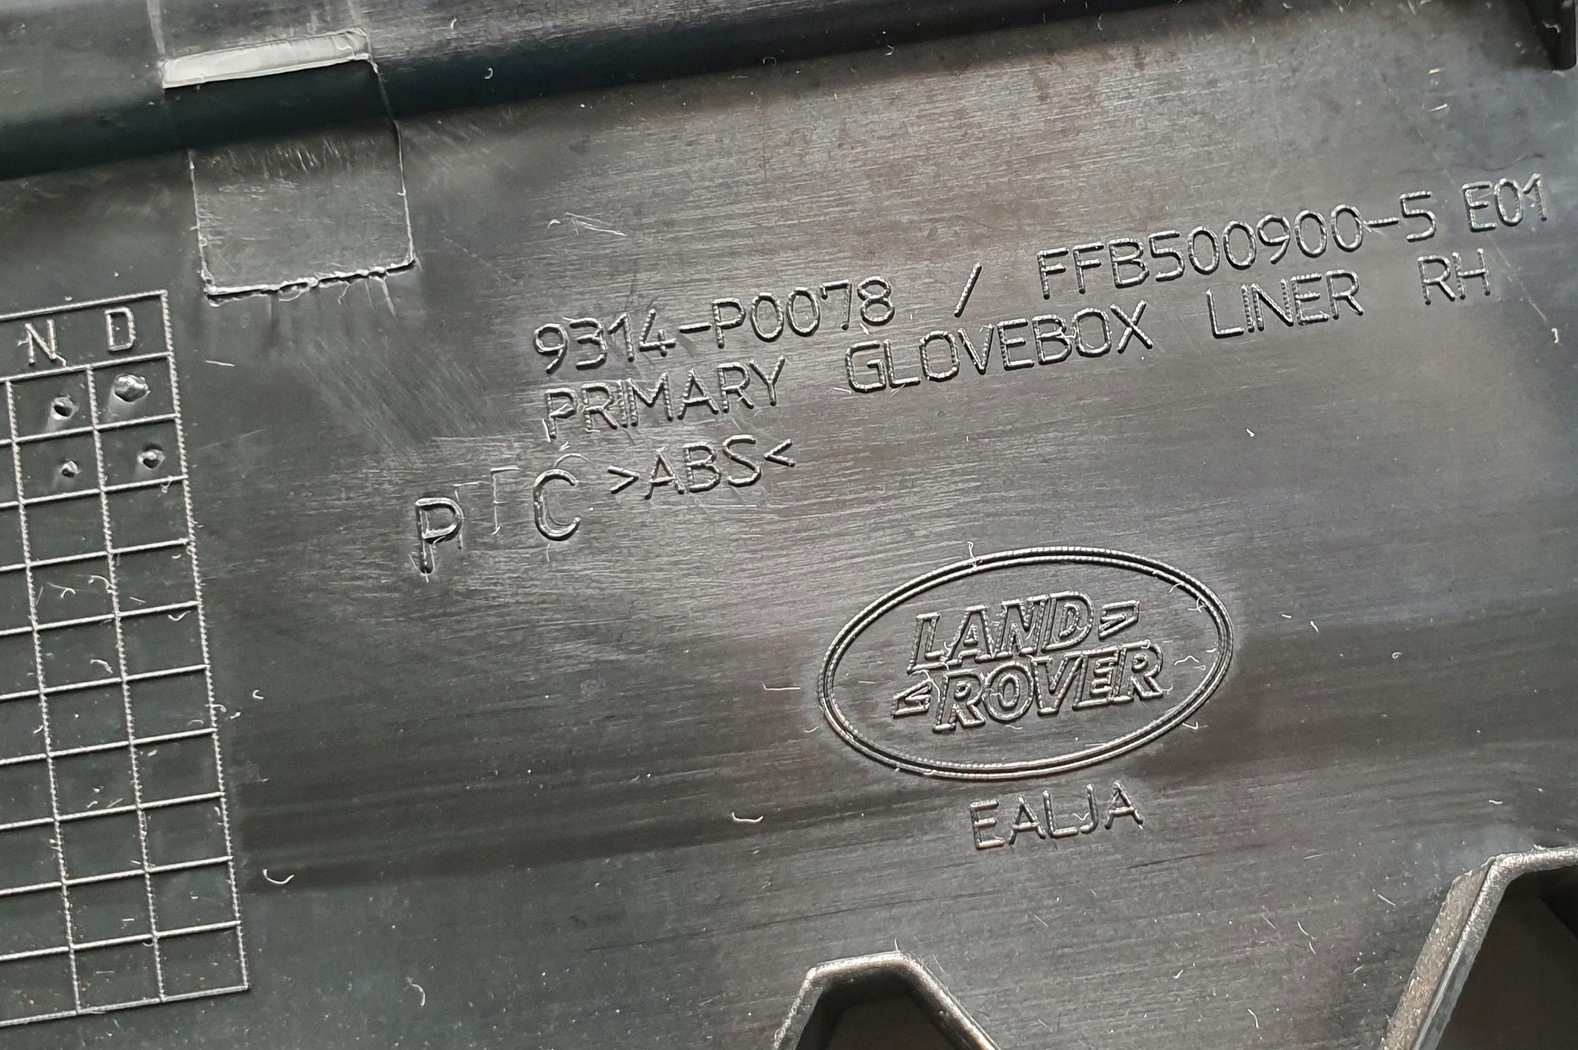 N D
9314-P0078 / FFB500900-5 E01
PRIMARY GLOVEBOX LINER RH
>ABS<
P T C
LAND
ROVER
EALJA